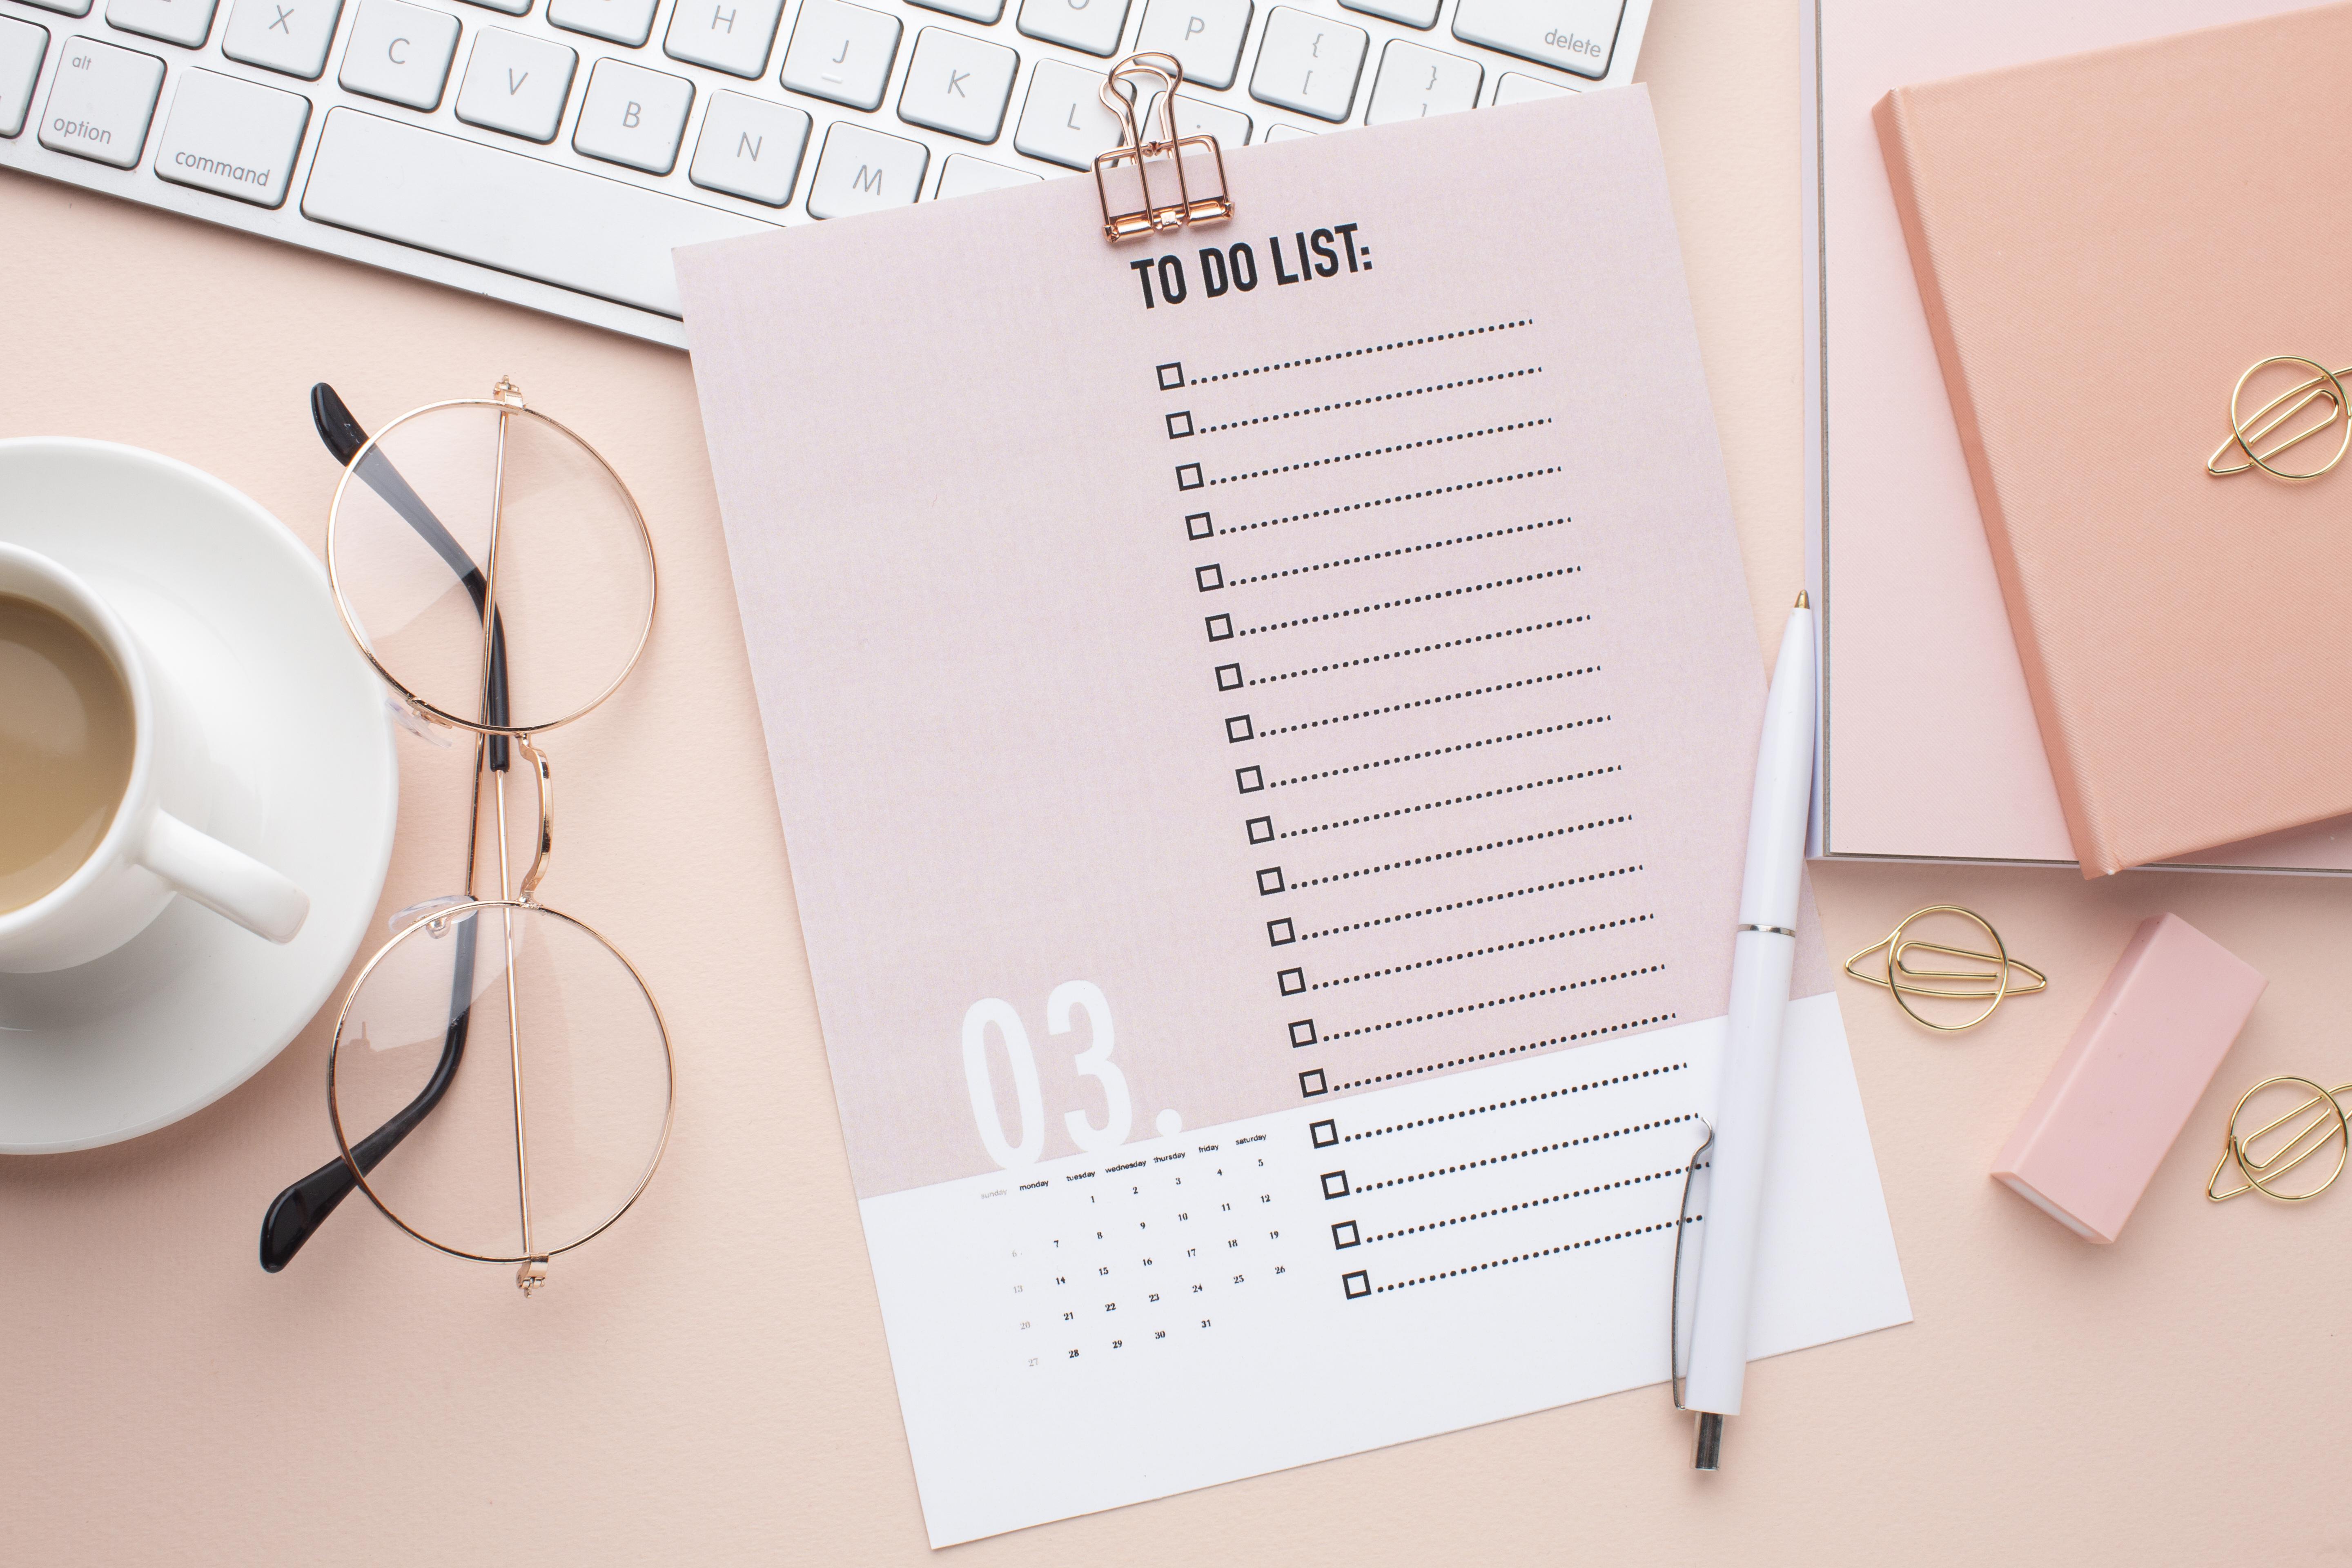 X
C
V
B
N
M
H
J
K
L
O
P
{
[
}
]
delete
alt
option
command
TO DO LIST:
03.
sunday monday tuesday wednesday thursday friday saturday
1 2 3 4 5
6 7 8 9 10 11 12
13 14 15 16 17 18 19
20 21 22 23 24 25 26
27 28 29 30 31